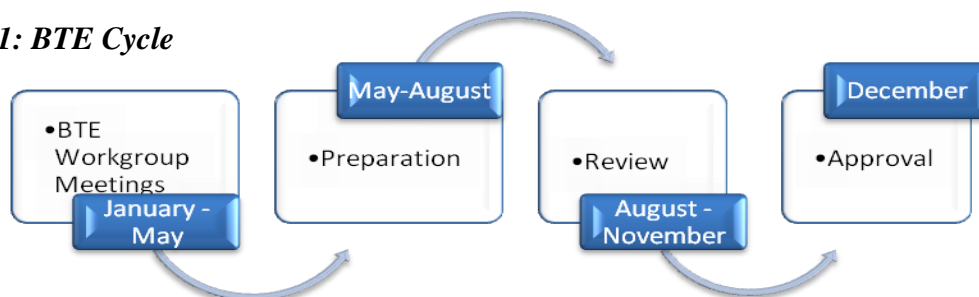 1: BTE Cycle
•BTE
Workgroup
Meetings
January -
May
May-August
•Preparation
•Review
August -
November
December
•Approval